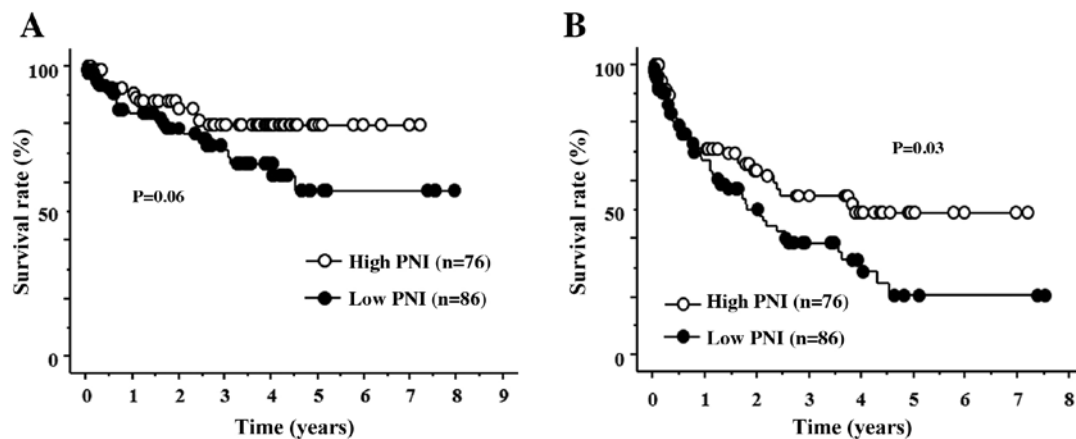 A
Survival rate (%)
100
50
0
P=0.06
High PNI (n=76)
Low PNI (n=86)
0 1 2 3 4 5 6 7 8 9
Time (years)
B
Survival rate (%)
100
50
0
P=0.03
High PNI (n=76)
Low PNI (n=86)
0 1 2 3 4 5 6 7 8
Time (years)